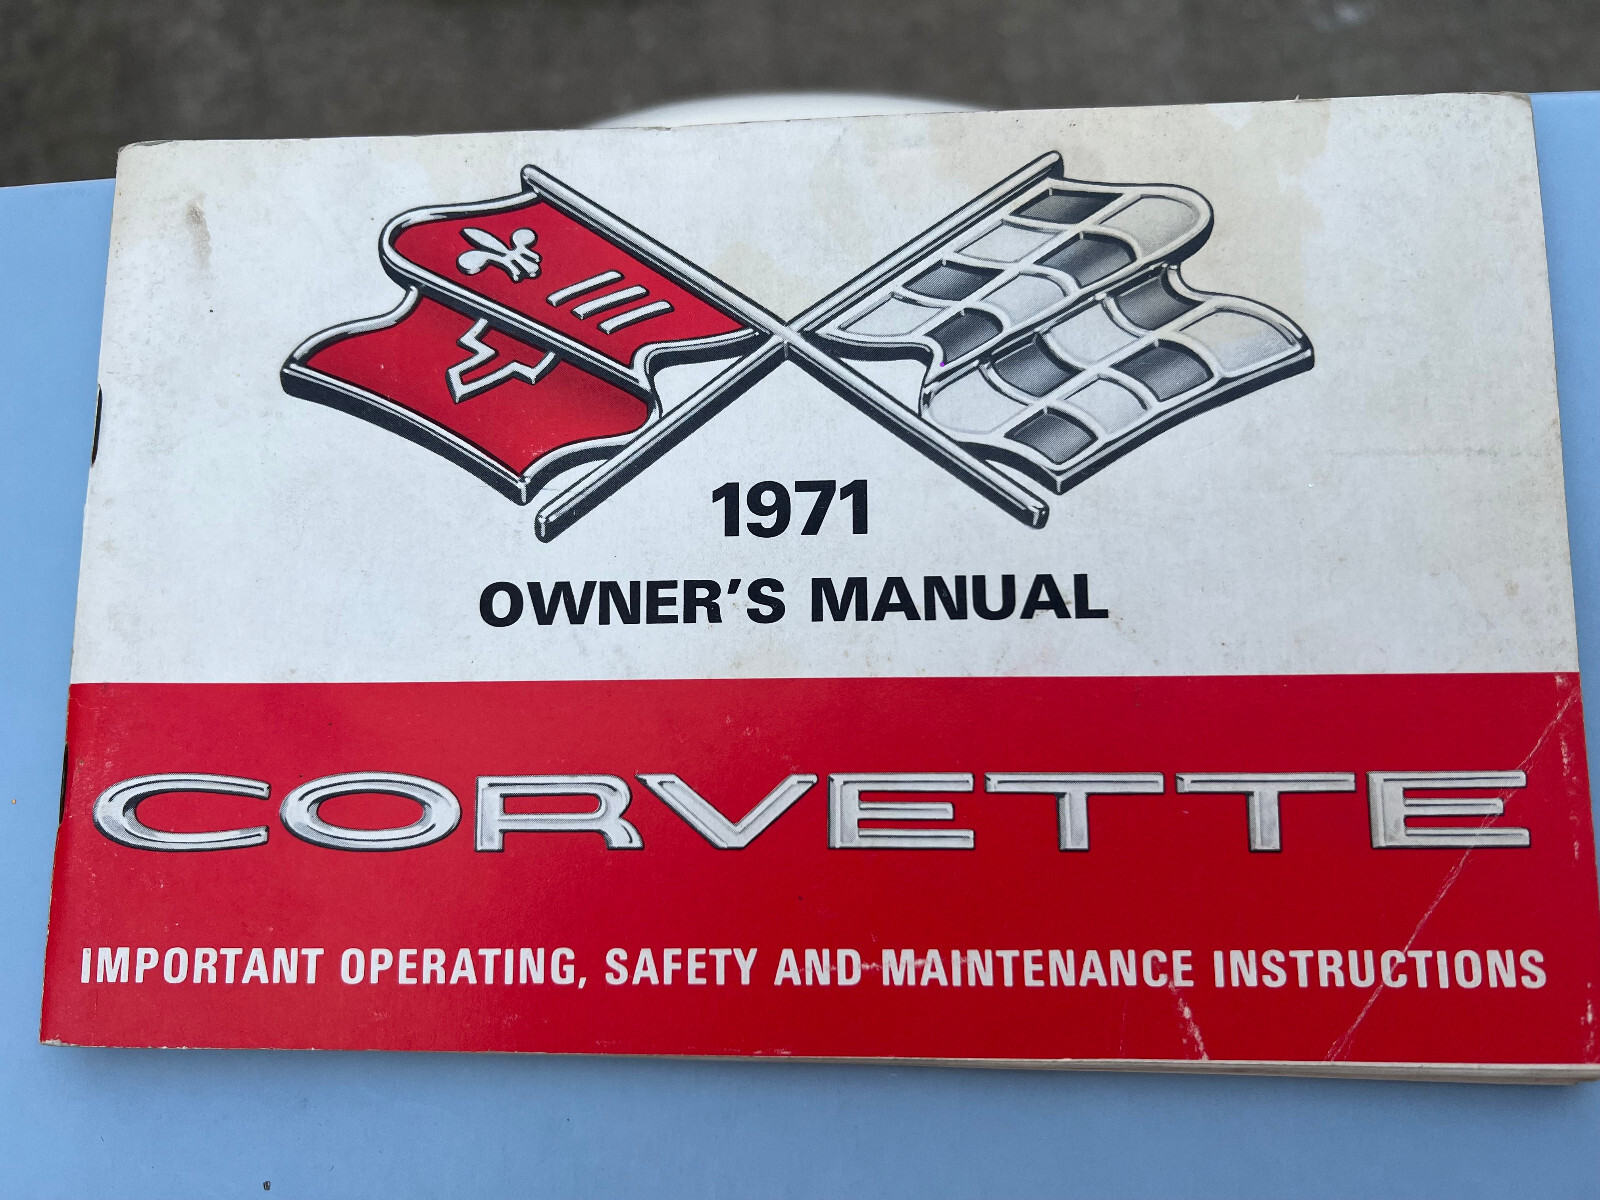 1971
OWNER'S MANUAL
CORVETTE
IMPORTANT OPERATING, SAFETY AND MAINTENANCE INSTRUCTIONS